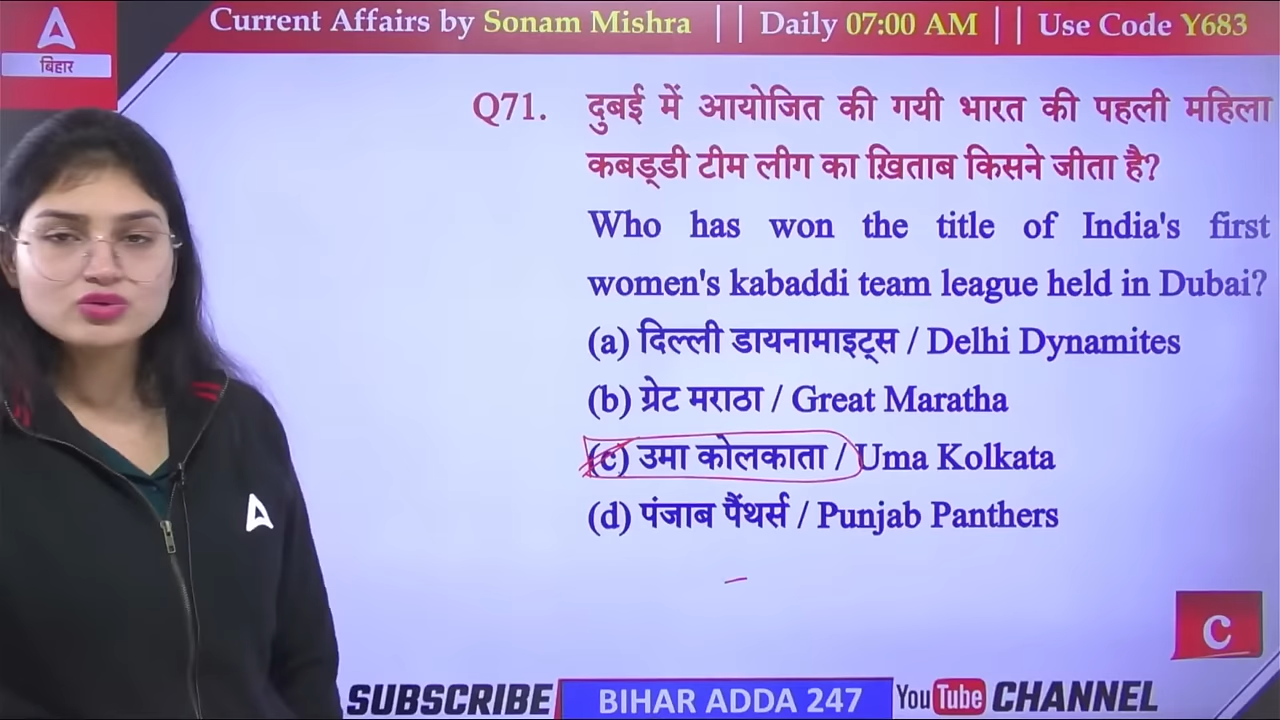 Current Affairs by Sonam Mishra || Daily 07:00 AM || Use Code Y683
बिहार
Q71. दुबई में आयोजित की गयी भारत की पहली महिला
कबड्डी टीम लीग का ख़िताब किसने जीता है?
Who has won the title of India's first
women's kabaddi team league held in Dubai?
(a) दिल्ली डायनामाइट्स / Delhi Dynamites
(b) ग्रेट मराठा / Great Maratha
(c) उमा कोलकाता / Uma Kolkata
(d) पंजाब पैंथर्स / Punjab Panthers
C
SUBSCRIBE BIHAR ADDA 247 YouTube CHANNEL